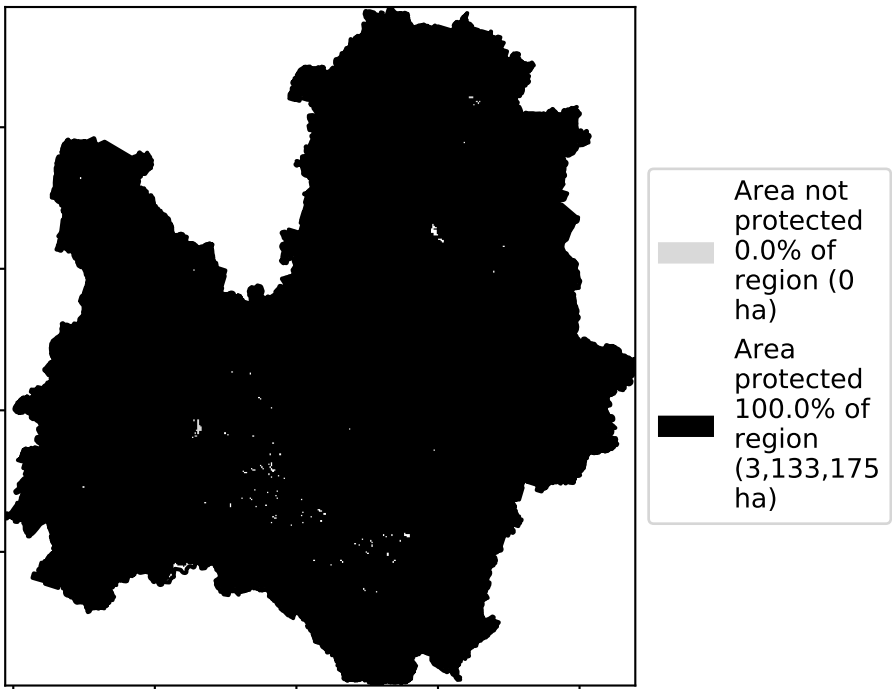 Area not
protected
0.0% of
region (0
ha)
Area
protected
100.0% of
region
(3,133,175
ha)